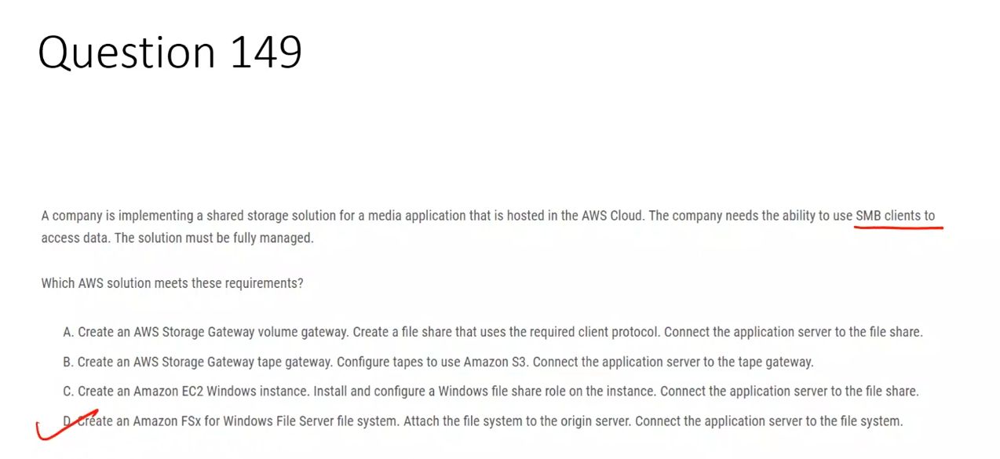 Question 149
A company is implementing a shared storage solution for a media application that is hosted in the AWS Cloud. The company needs the ability to use SMB clients to
access data. The solution must be fully managed.
Which AWS solution meets these requirements?
A. Create an AWS Storage Gateway volume gateway. Create a file share that uses the required client protocol. Connect the application server to the file share.
B. Create an AWS Storage Gateway tape gateway. Configure tapes to use Amazon S3. Connect the application server to the tape gateway.
C. Create an Amazon EC2 Windows instance. Install and configure a Windows file share role on the instance. Connect the application server to the file share.
D. Create an Amazon FSx for Windows File Server file system. Attach the file system to the origin server. Connect the application server to the file system.